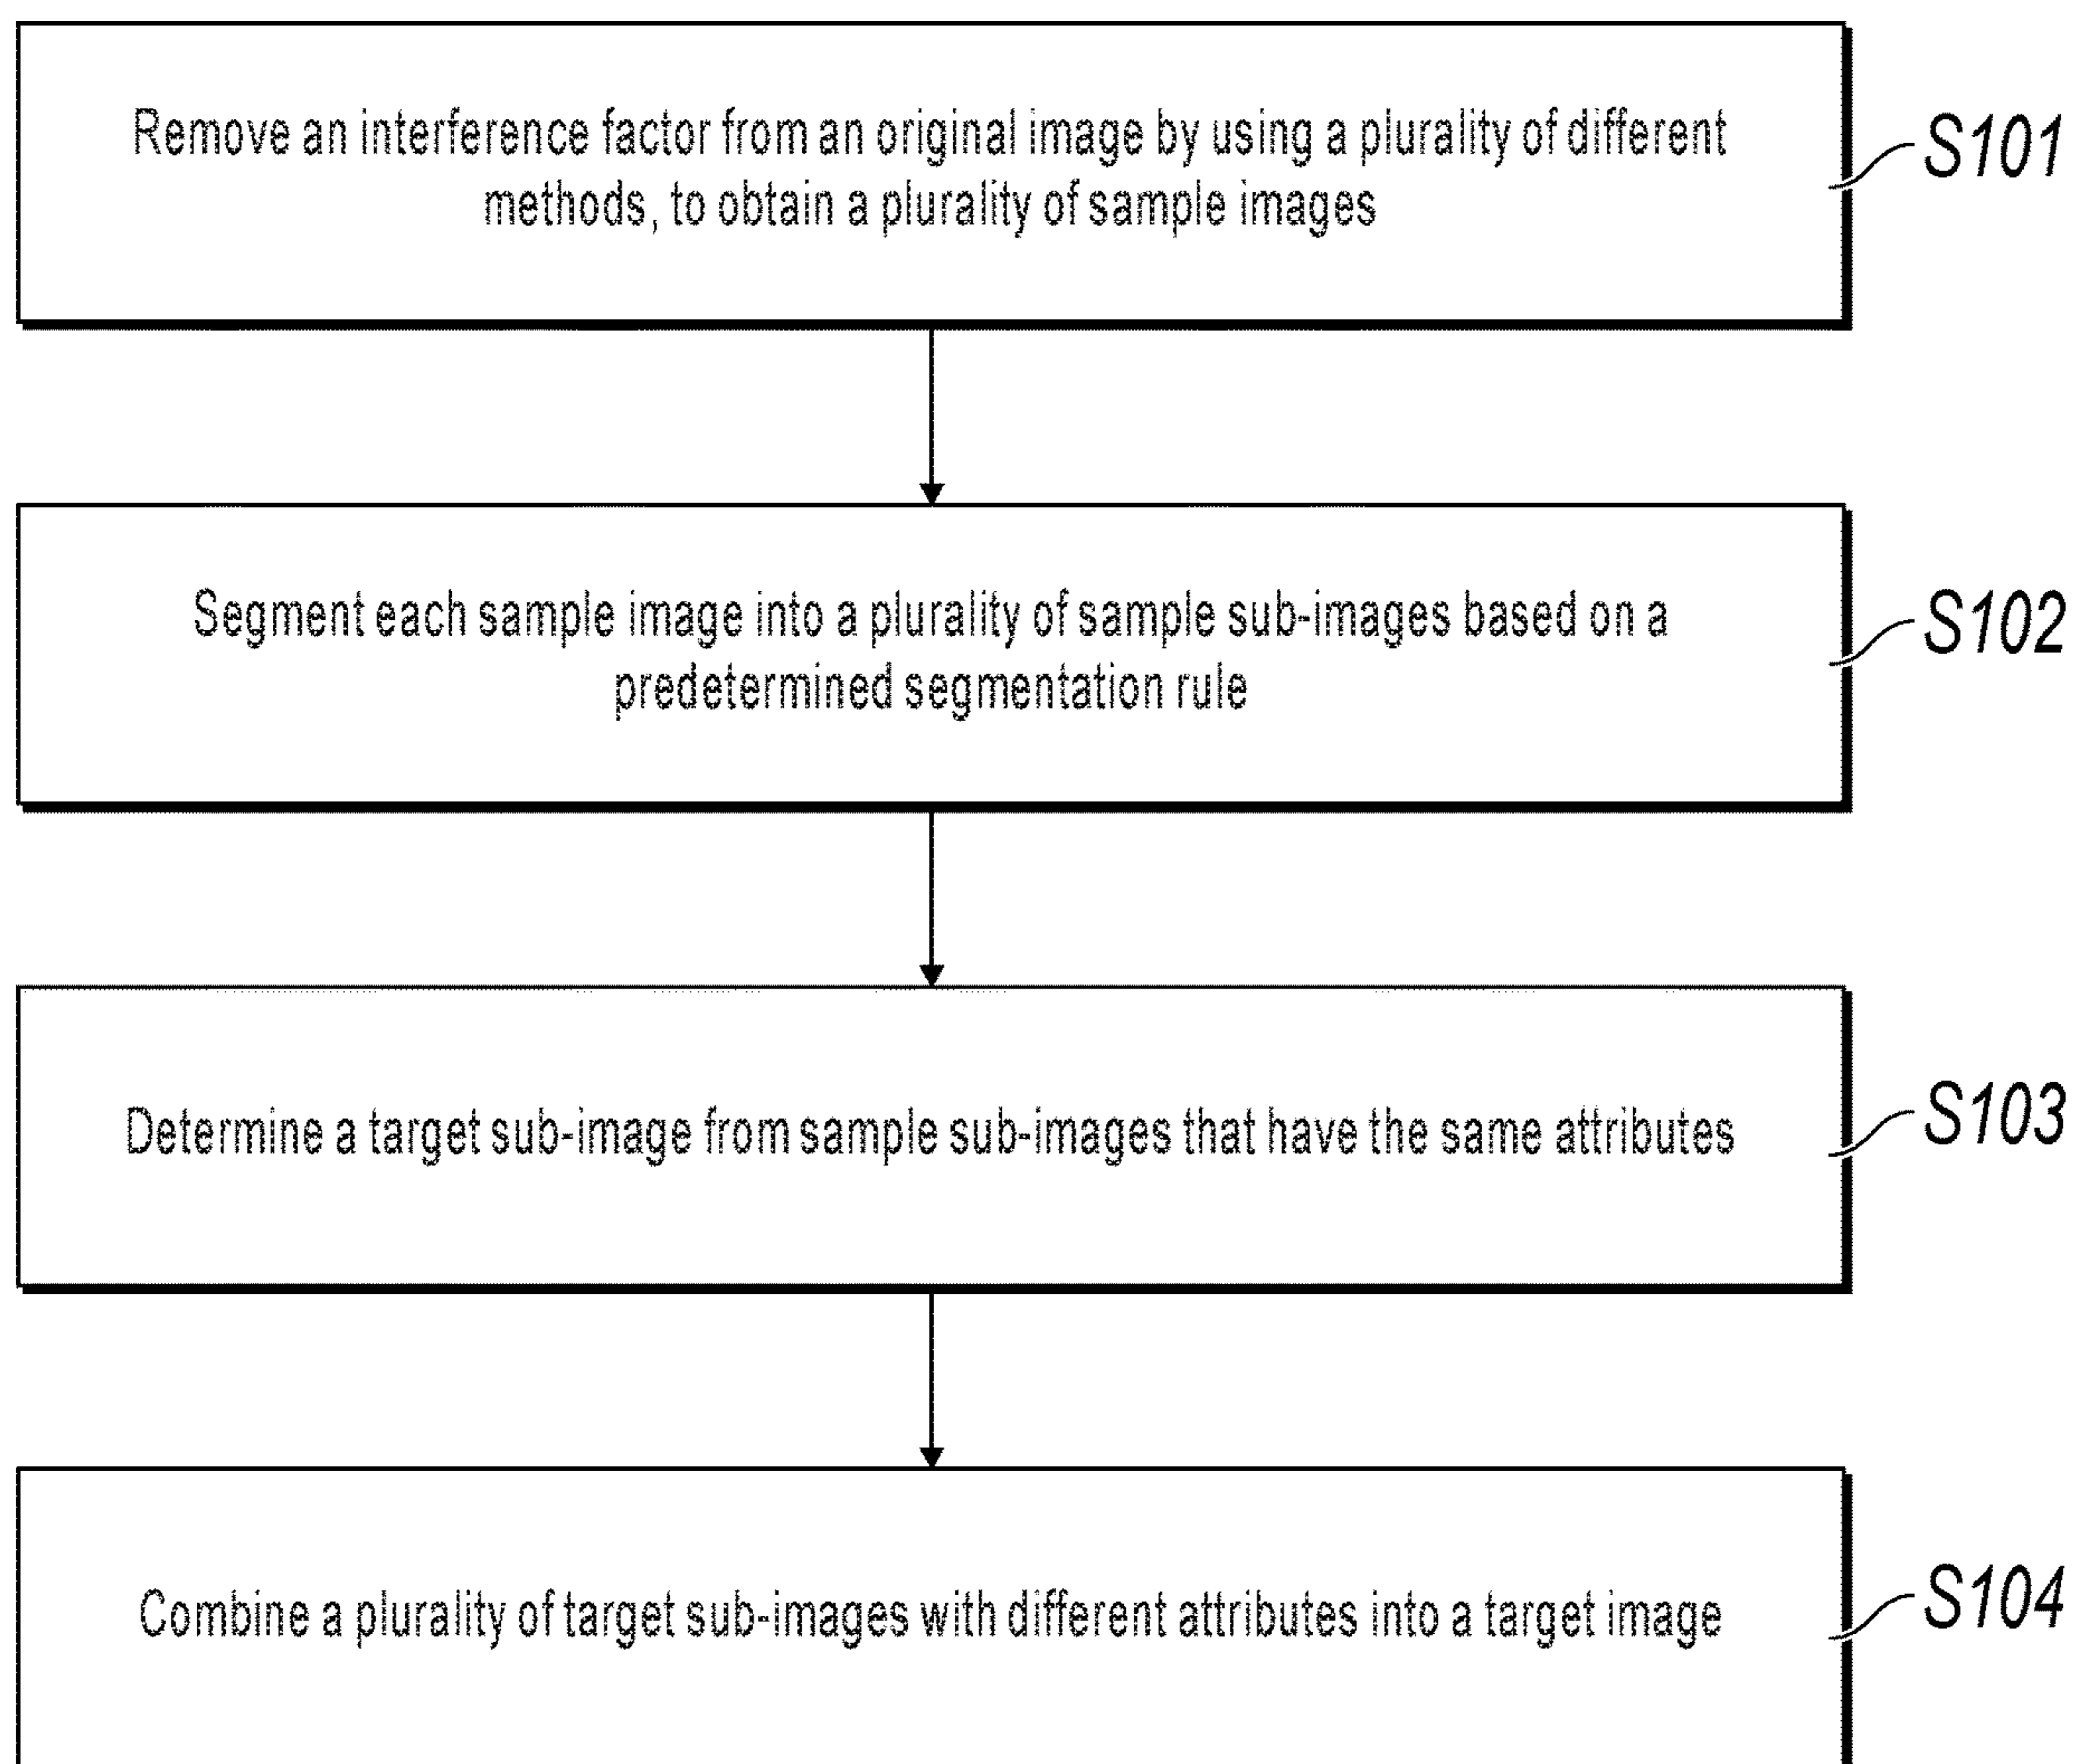 Remove an interference factor from an original image by using a plurality of different
methods, to obtain a plurality of sample images
S101
Segment each sample image into a plurality of sample sub-images based on a
predetermined segmentation rule
S102
Determine a target sub-image from sample sub-images that have the same attributes
S103
Combine a plurality of target sub-images with different attributes into a target image
S104